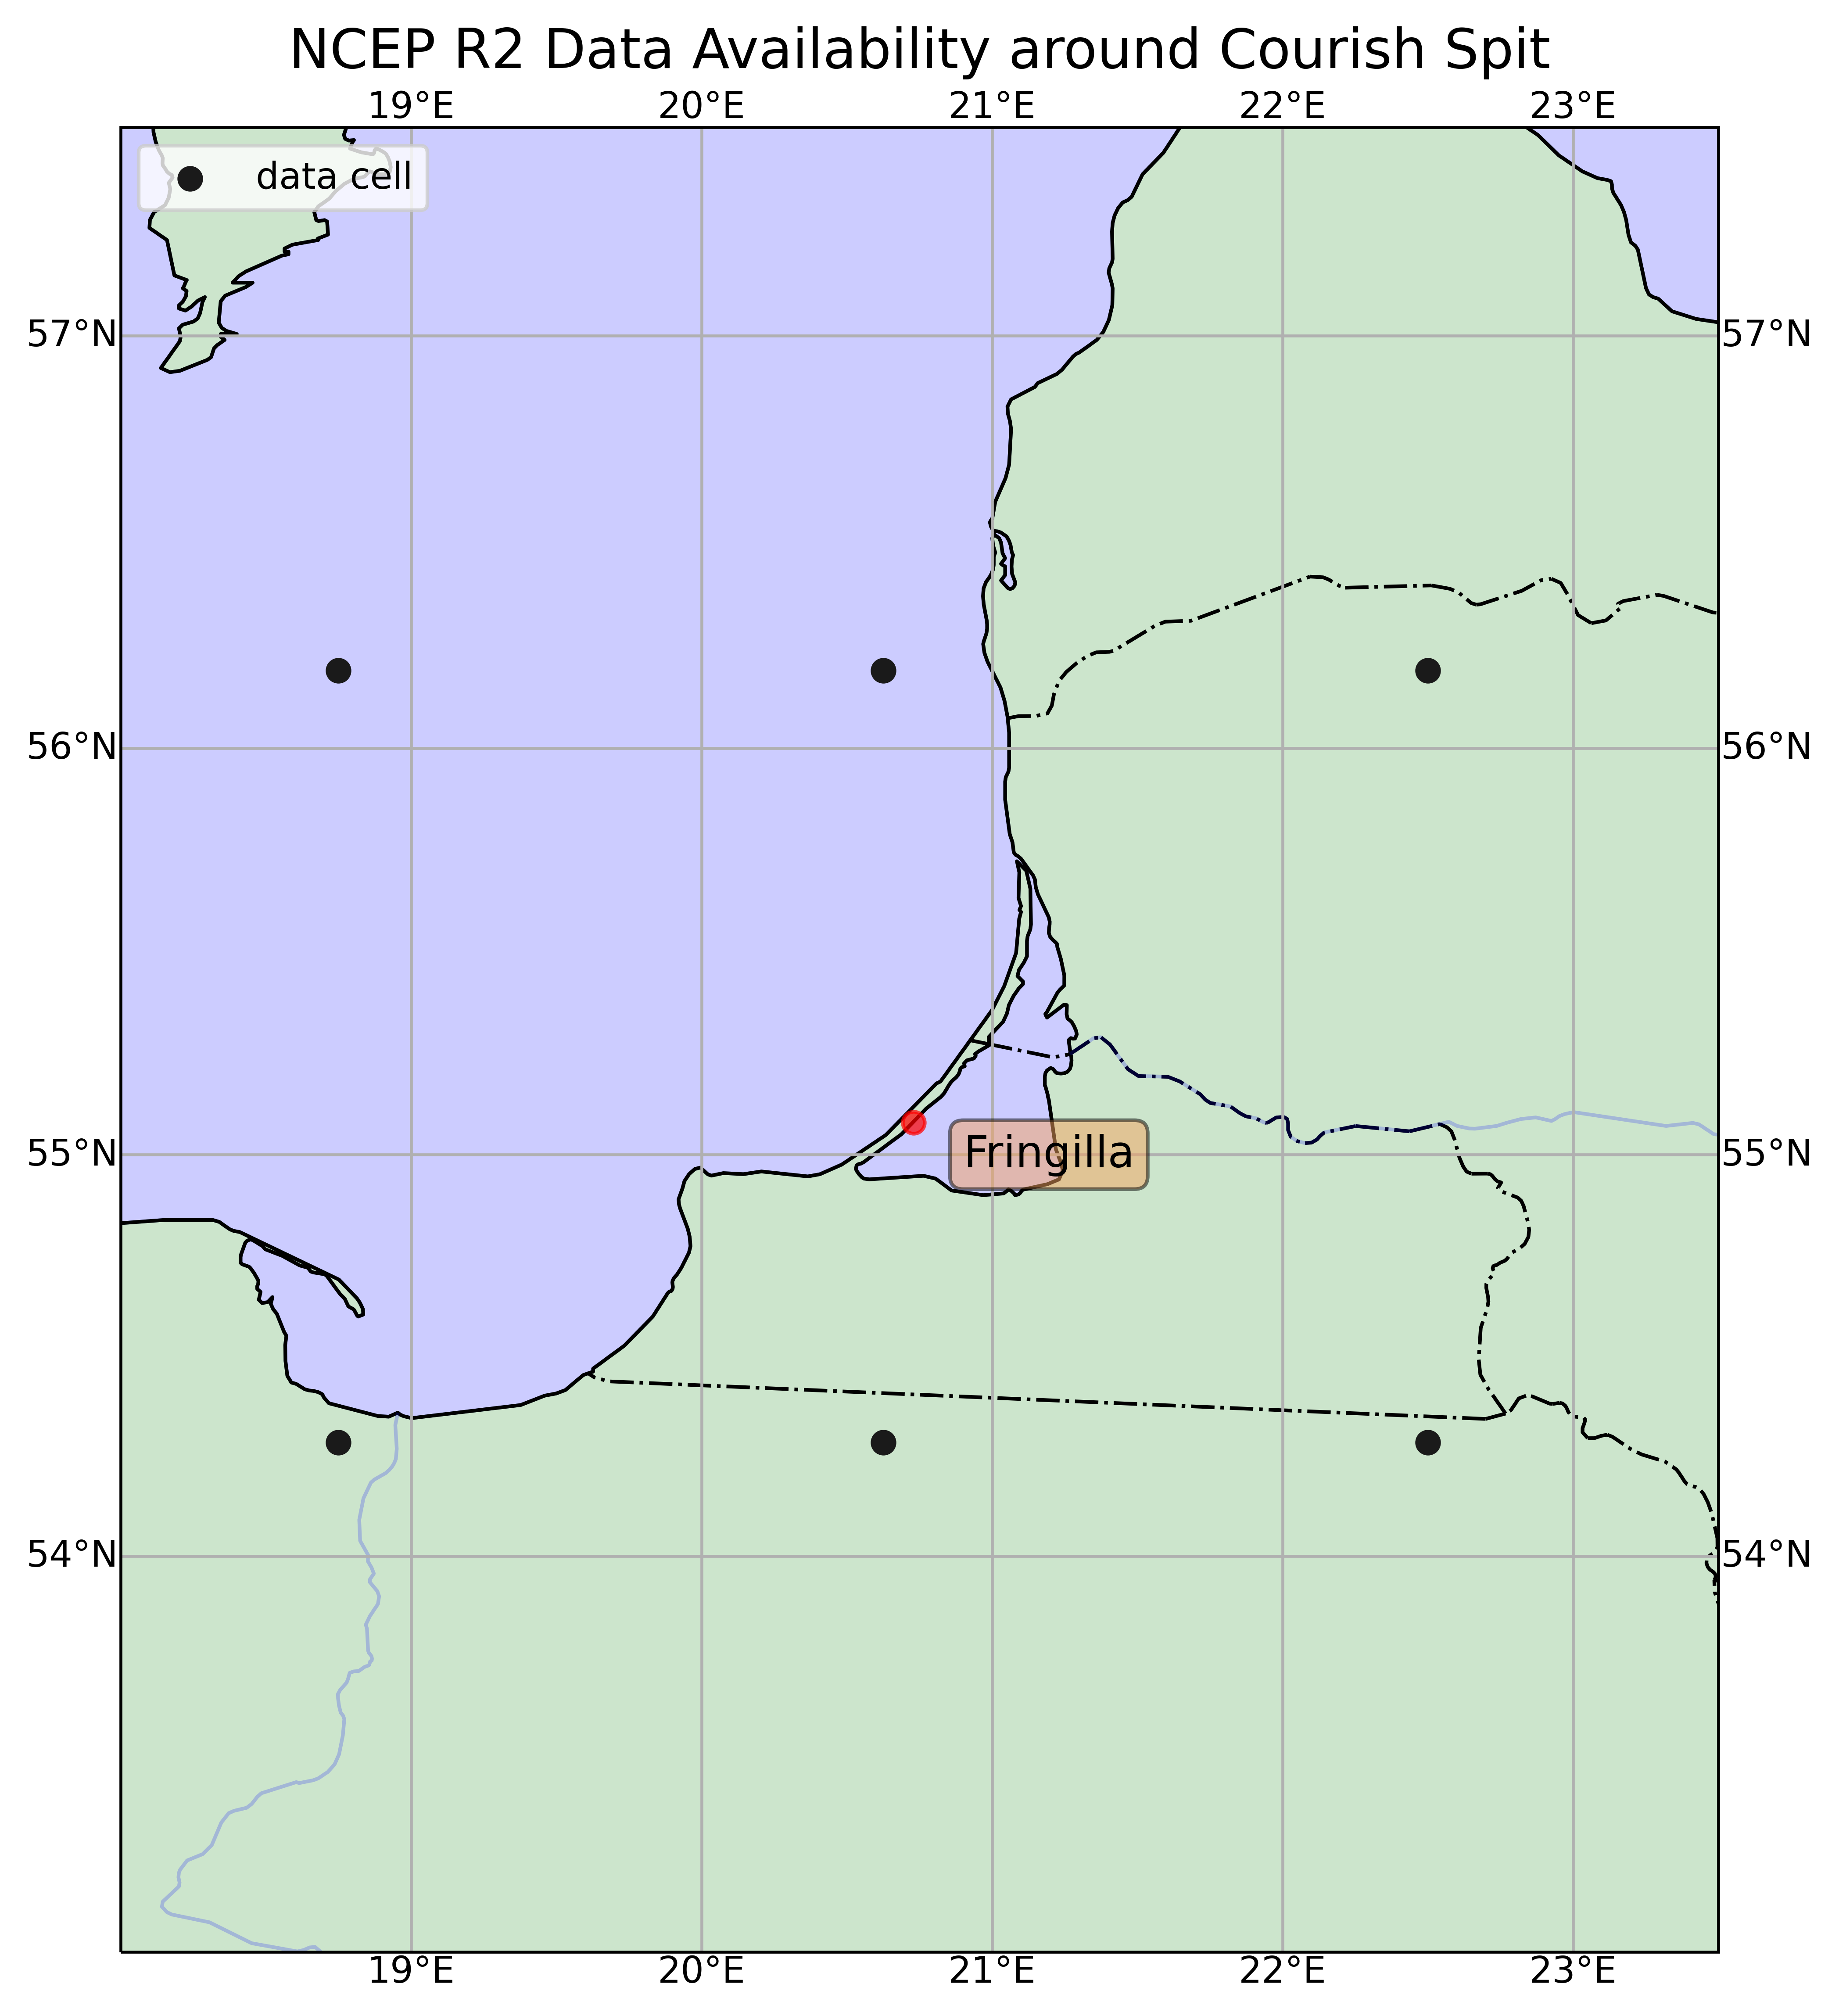 NCEP R2 Data Availability around Courish Spit
19°E 20°E 21°E 22°E 23°E
data cell
57°N 57°N
56°N 56°N
Fringilla
55°N 55°N
54°N 54°N
19°E 20°E 21°E 22°E 23°E